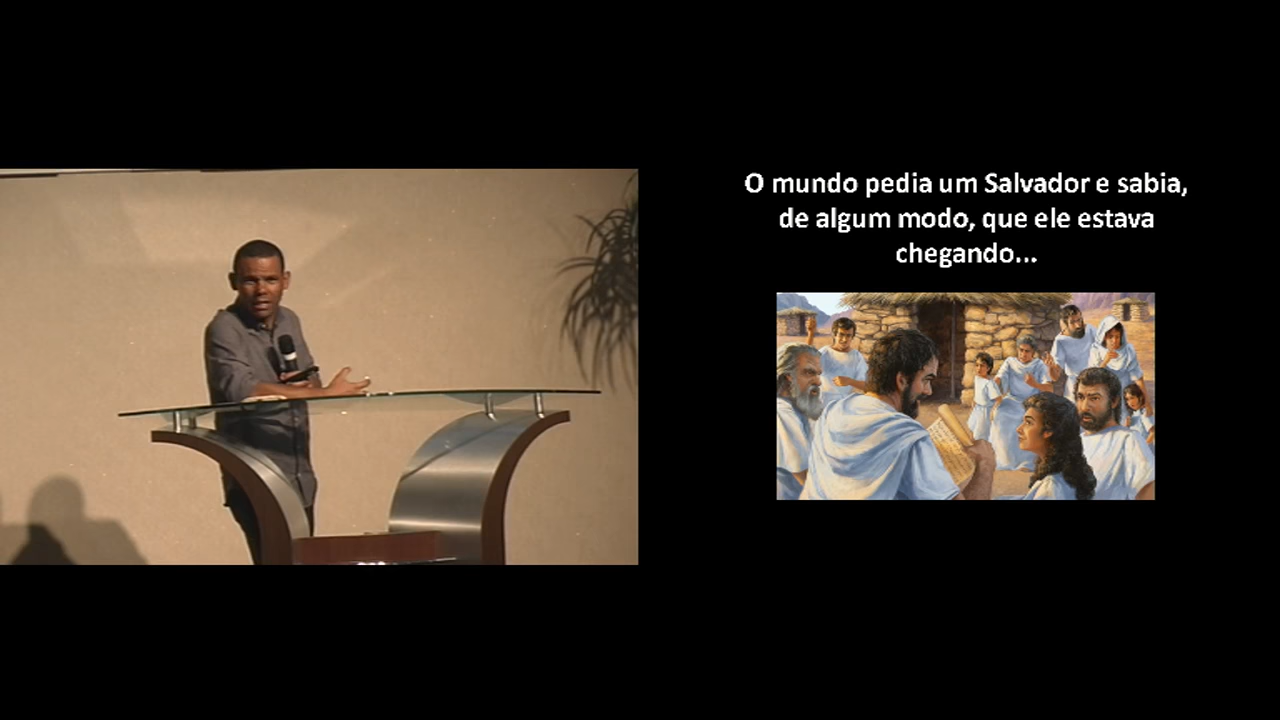 O mundo pedia um Salvador e sabia,
de algum modo, que ele estava
chegando...